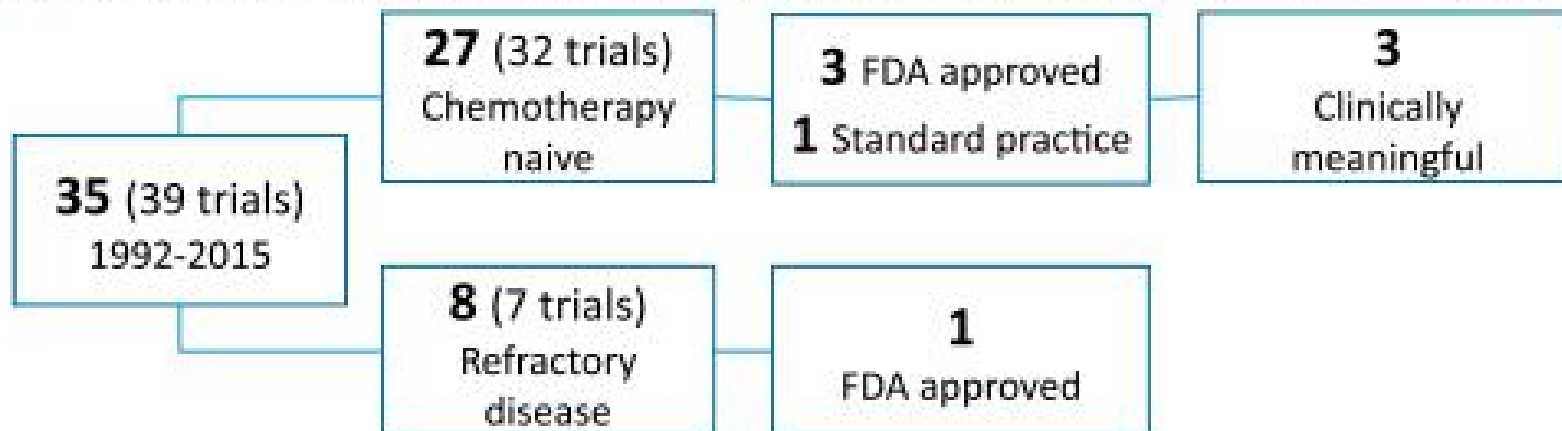 27 (32 trials)
Chemotherapy
naive
3 FDA approved
1 Standard practice
3
Clinically
meaningful
35 (39 trials)
1992-2015
8 (7 trials)
Refractory
disease
1
FDA approved